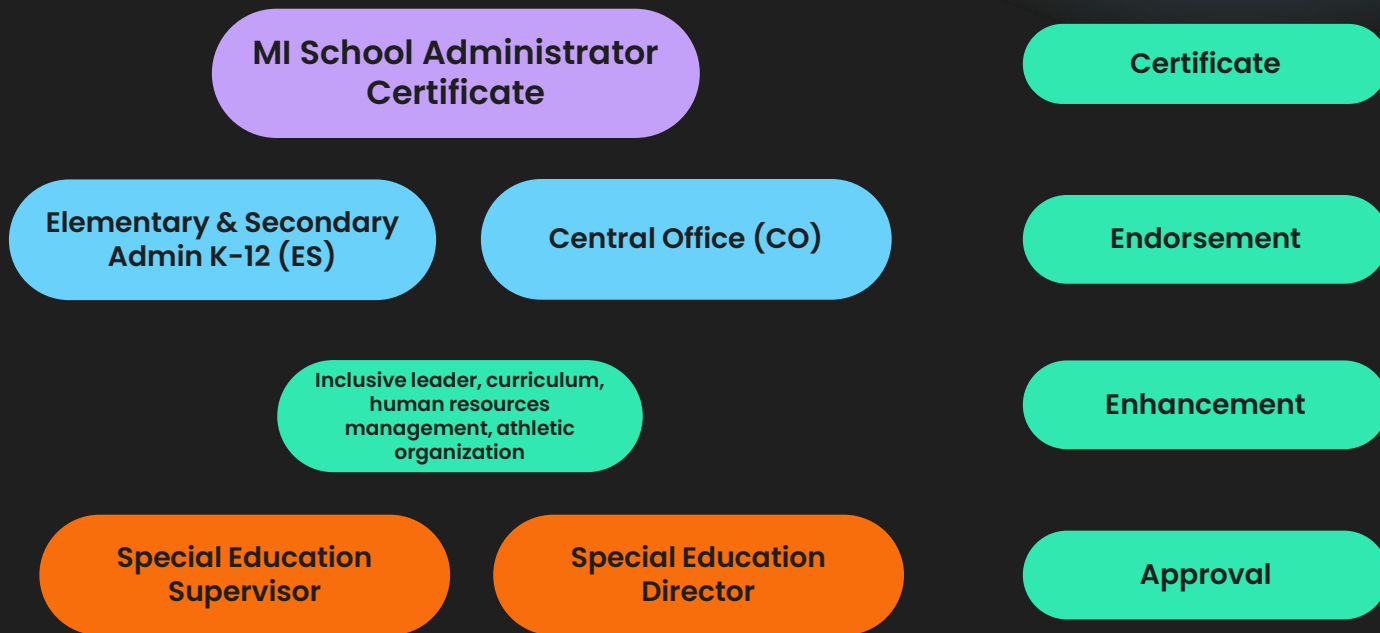 MI School Administrator
Certificate
Certificate
Elementary & Secondary
Admin K-12 (ES)
Central Office (CO)
Endorsement
Inclusive leader, curriculum,
human resources
management, athletic
organization
Enhancement
Special Education
Supervisor
Special Education
Director
Approval